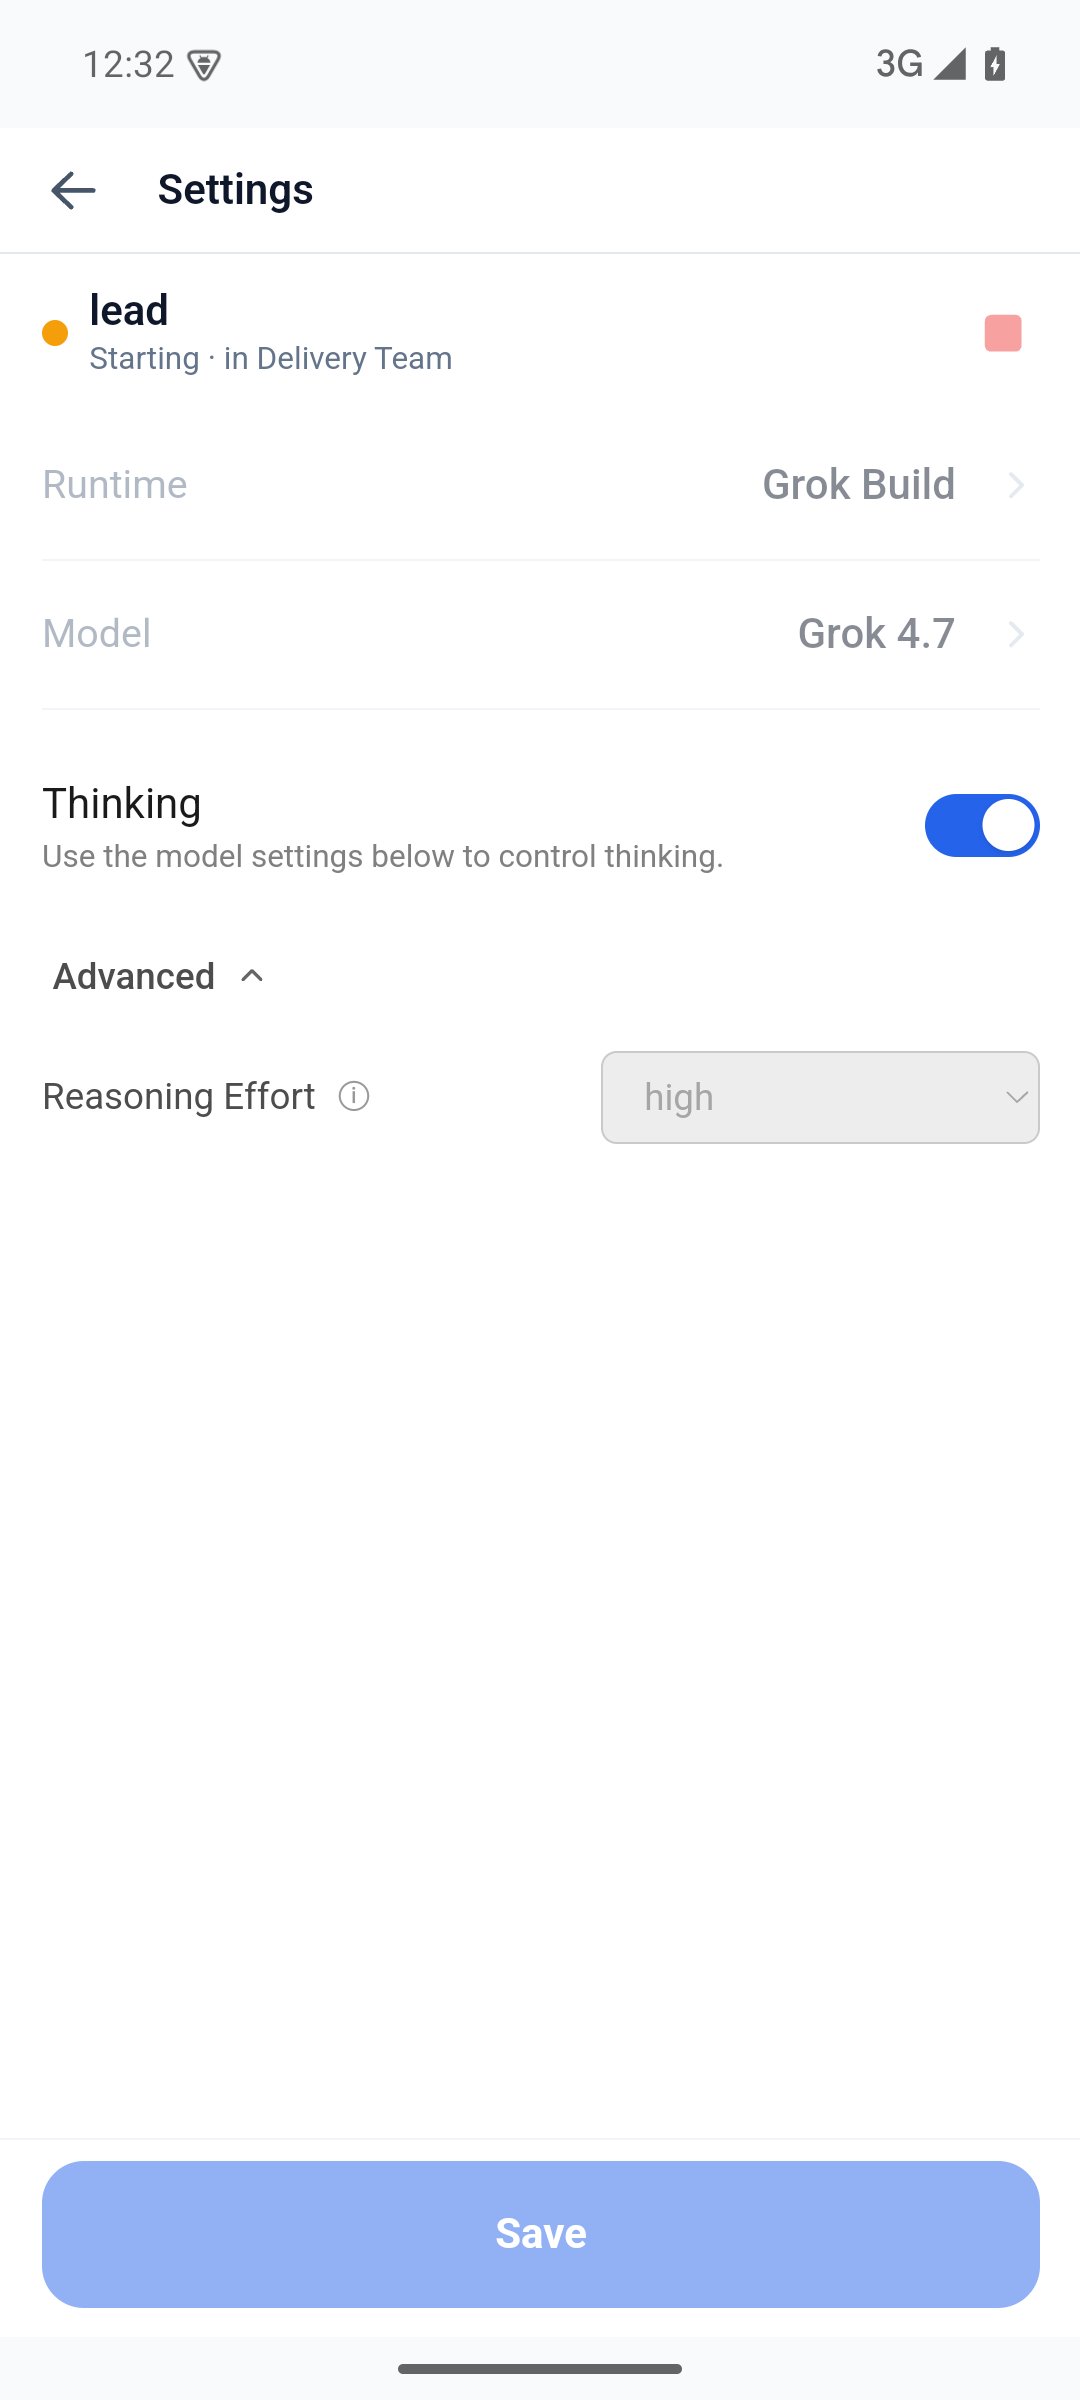 12:32
3G
Settings
lead
Starting · in Delivery Team
Runtime
Grok Build
Model
Grok 4.7
Thinking
Use the model settings below to control thinking.
Advanced
Reasoning Effort
high
Save